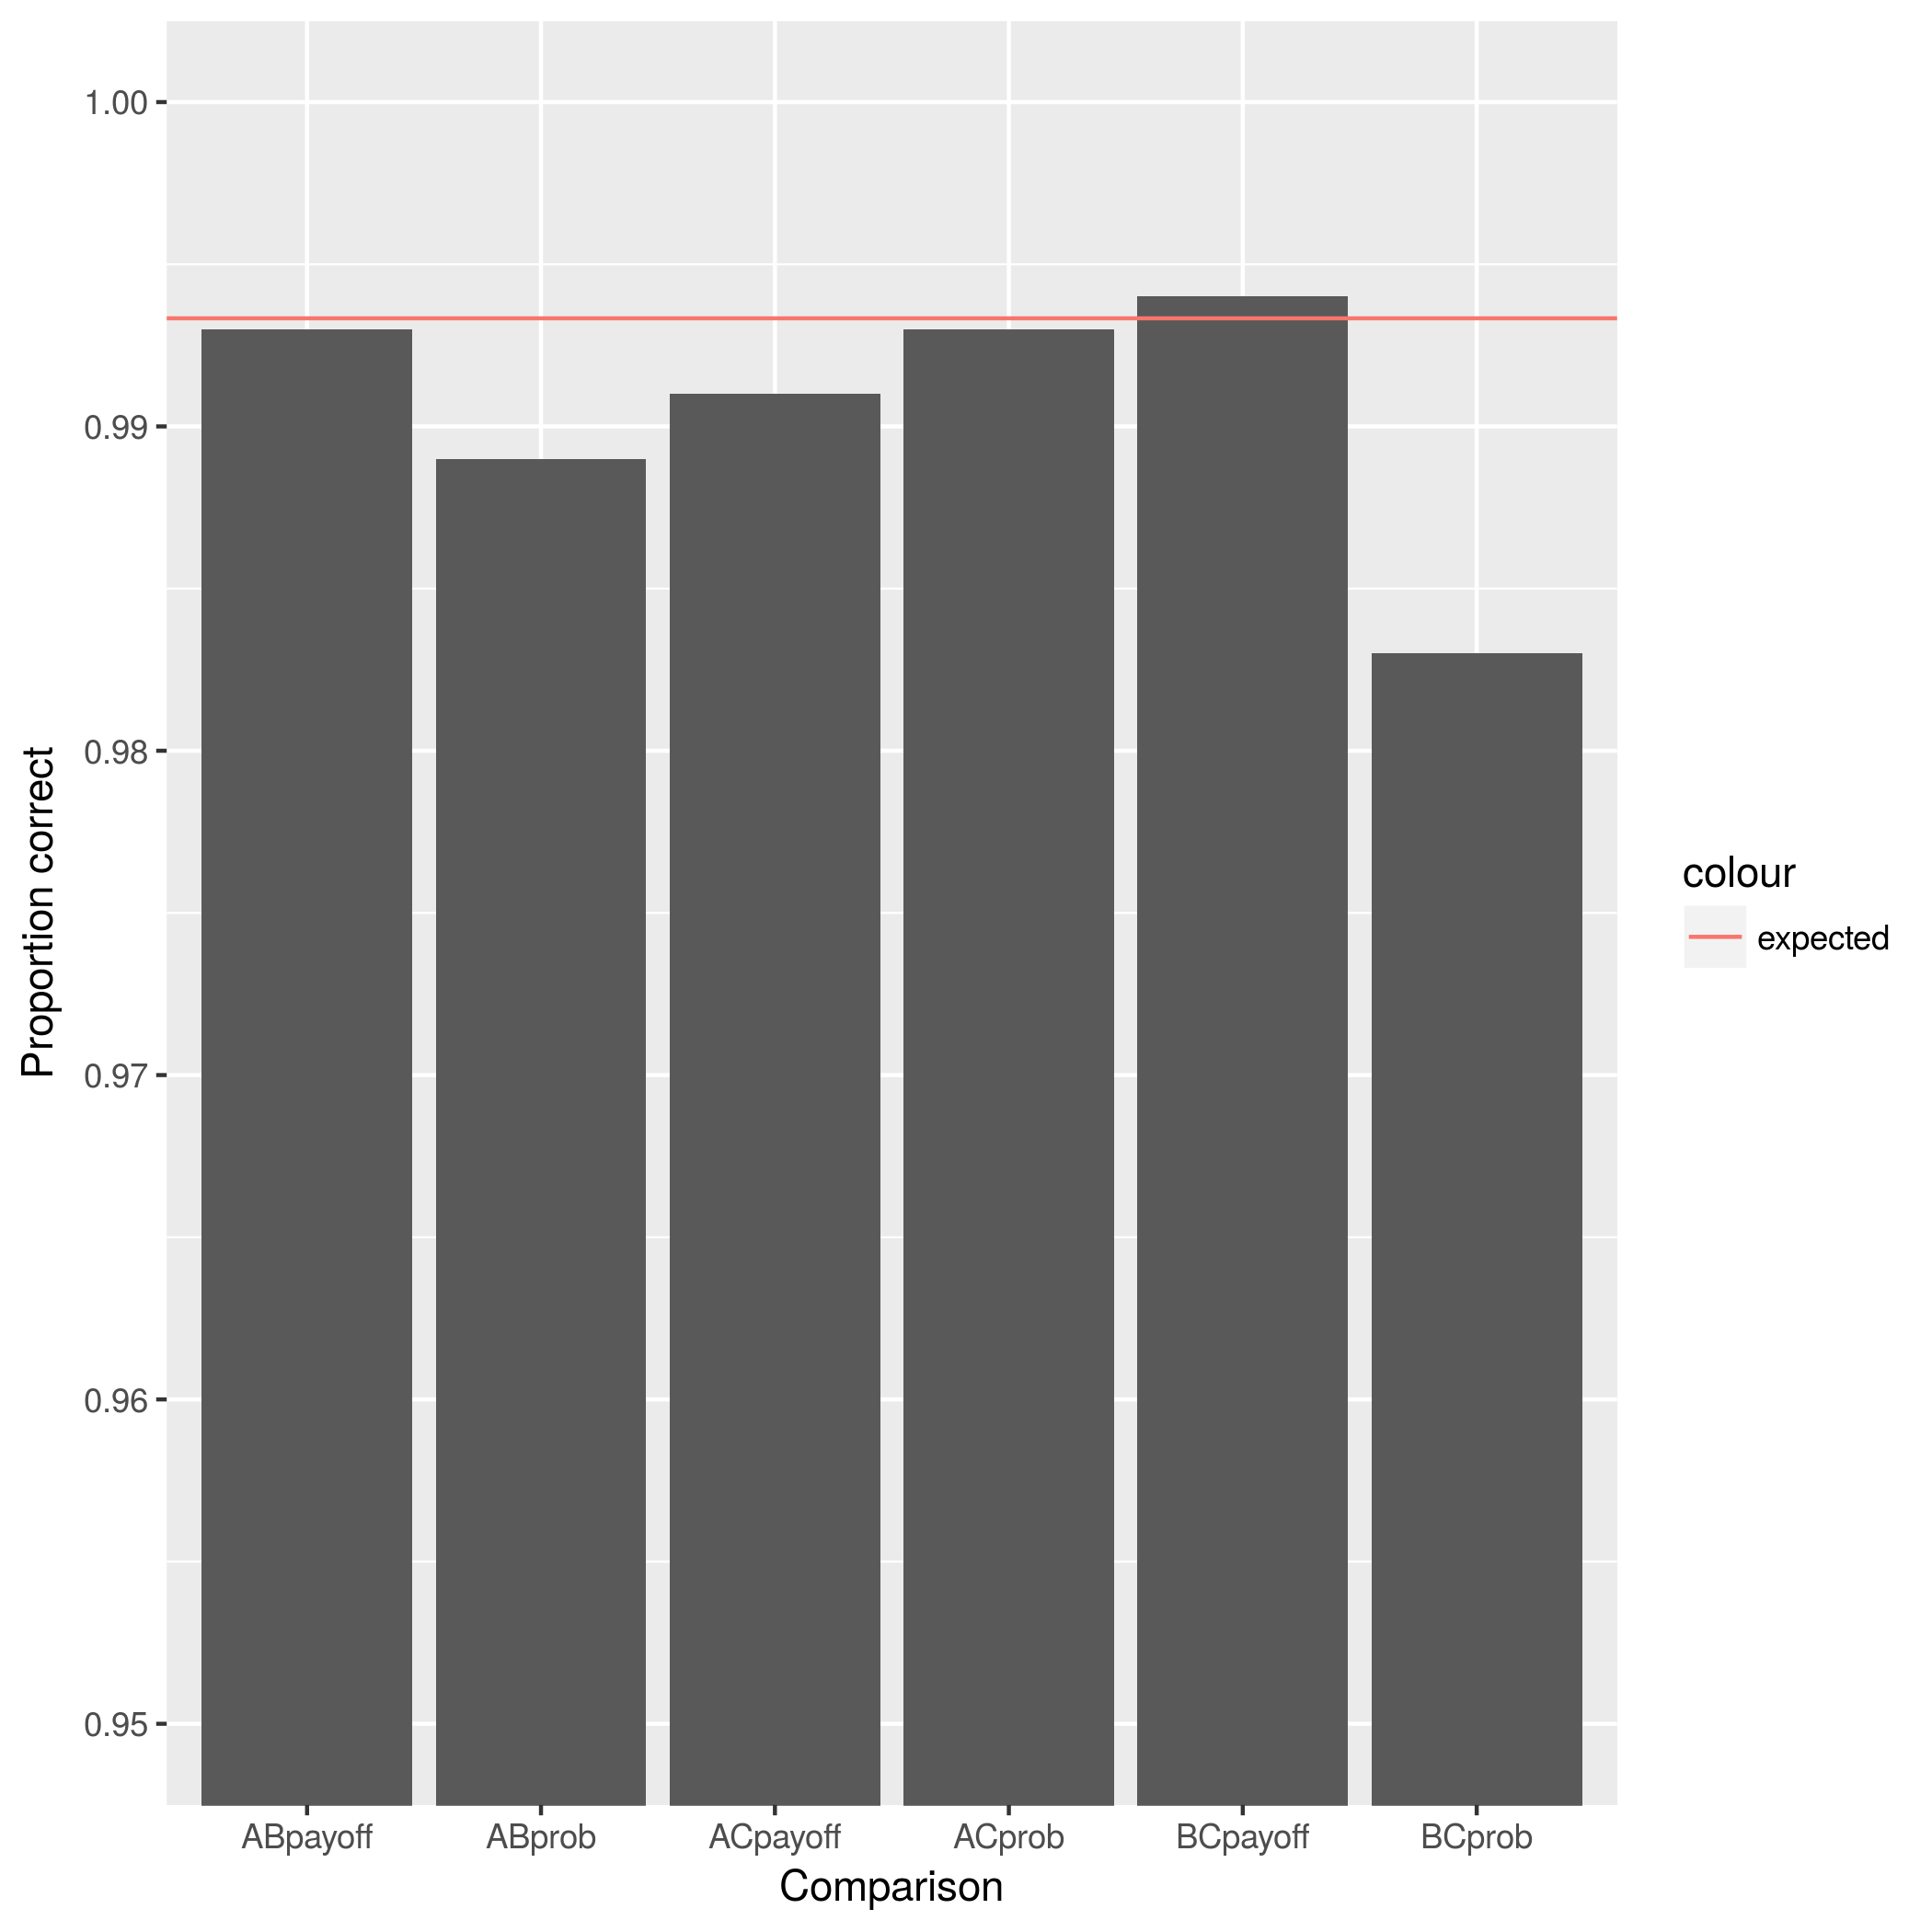 1.00
0.99
0.98
0.97
0.96
0.95
Proportion correct
ABpayoff ABprob ACpayoff ACprob BCpayoff BCprob
Comparison
colour
expected